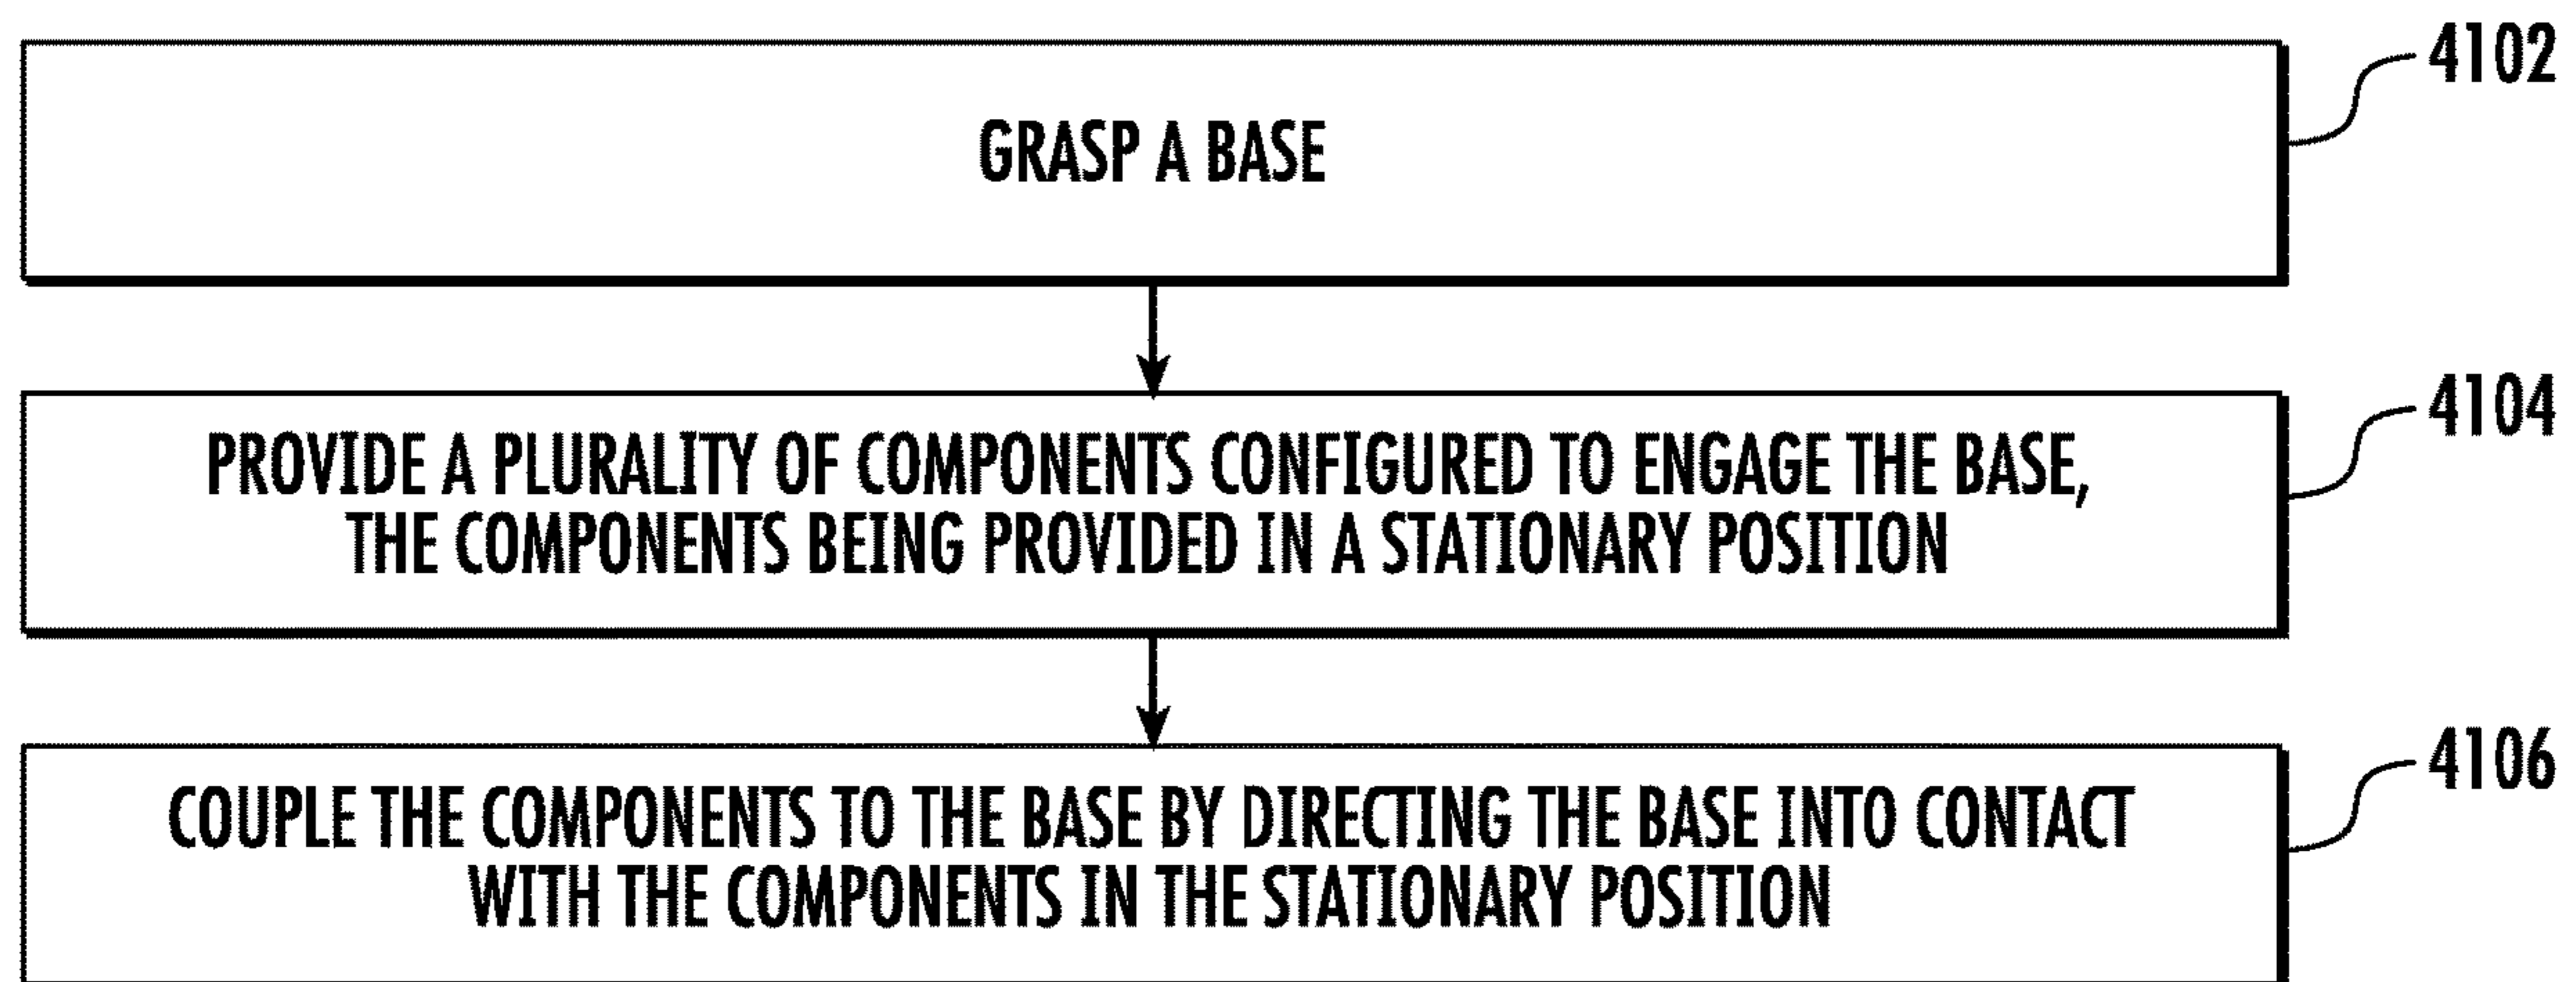 4102
GRASP A BASE
4104
PROVIDE A PLURALITY OF COMPONENTS CONFIGURED TO ENGAGE THE BASE,
THE COMPONENTS BEING PROVIDED IN A STATIONARY POSITION
4106
COUPLE THE COMPONENTS TO THE BASE BY DIRECTING THE BASE INTO CONTACT
WITH THE COMPONENTS IN THE STATIONARY POSITION